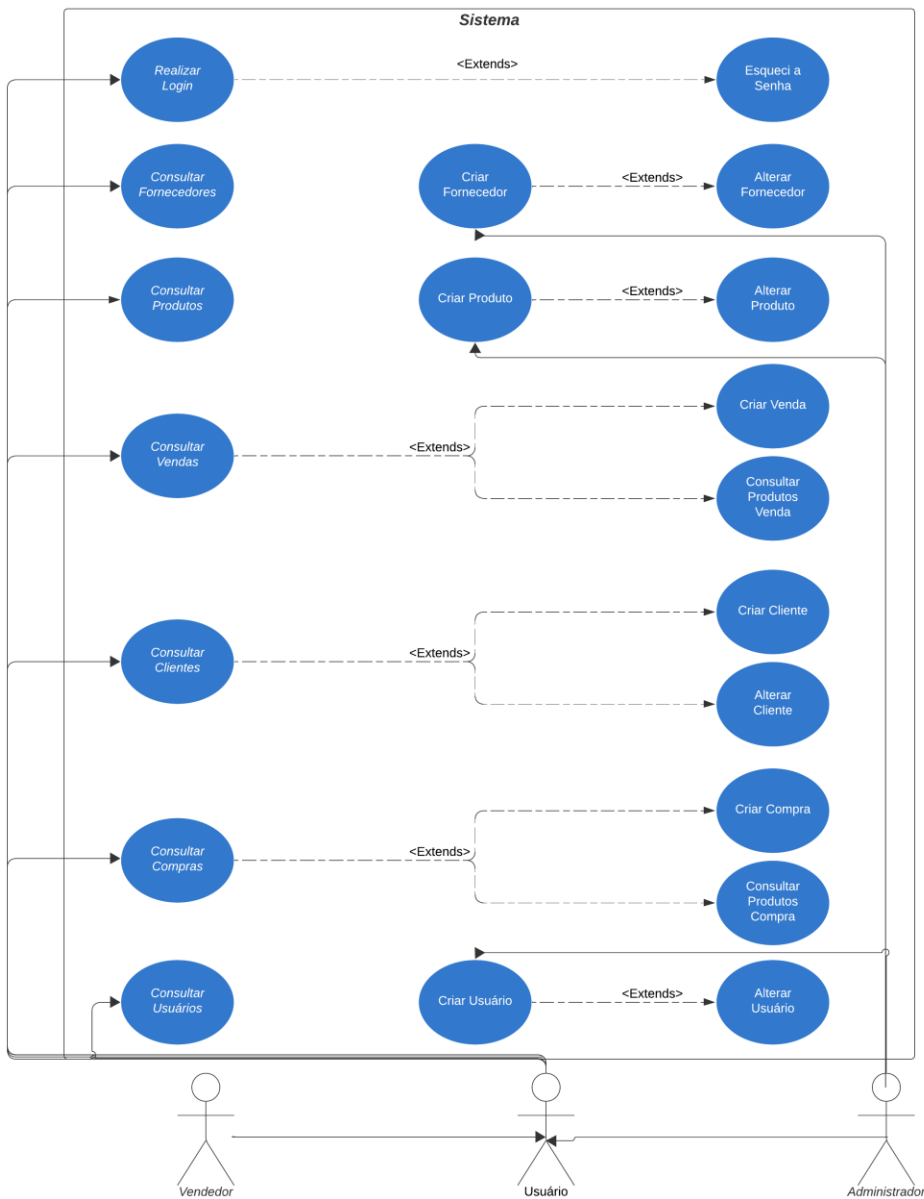 Sistema
Realizar
Login
<Extends>
Esqueci a
Senha
Consultar
Fornecedores
Criar
Fornecedor
<Extends>
Alterar
Fornecedor
Consultar
Produtos
Criar Produto
<Extends>
Alterar
Produto
Consultar
Vendas
<Extends>
Criar Venda
Consultar
Produtos
Venda
Consultar
Clientes
<Extends>
Criar Cliente
Alterar
Cliente
Consultar
Compras
<Extends>
Criar Compra
Consultar
Produtos
Compra
Consultar
Usuários
Criar Usuário
<Extends>
Alterar
Usuário
Vendedor
Usuário
Administrador